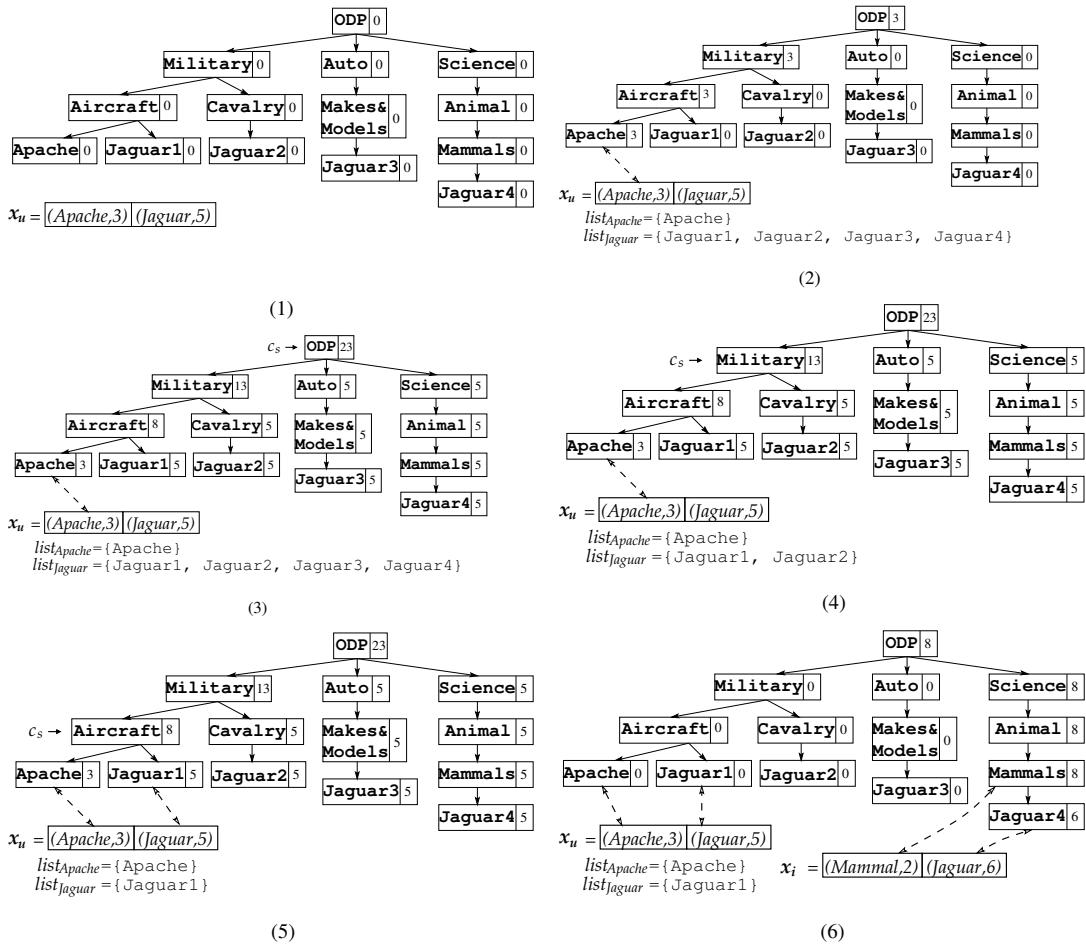 ODP 0
Military 0 Auto 0 Science 0
Aircraft 0 Cavalry 0 Makes& Models 0 Animal 0
Apache 0 Jaguar1 0 Jaguar2 0 Jaguar3 0 Mammals 0
Jaguar4 0
x_u = (Apache,3) (Jaguar,5)
(1)
ODP 3
Military 3 Auto 0 Science 0
Aircraft 3 Cavalry 0 Makes& Models 0 Animal 0
Apache 3 Jaguar1 0 Jaguar2 0 Jaguar3 0 Mammals 0
Jaguar4 0
x_u = (Apache,3) (Jaguar,5)
list_Apache={Apache}
list_Jaguar={Jaguar1, Jaguar2, Jaguar3, Jaguar4}
(2)
c_s → ODP 23
Military 13 Auto 5 Science 5
Aircraft 8 Cavalry 5 Makes& Models 5 Animal 5
Apache 3 Jaguar1 5 Jaguar2 5 Jaguar3 5 Mammals 5
Jaguar4 5
x_u = (Apache,3) (Jaguar,5)
list_Apache={Apache}
list_Jaguar={Jaguar1, Jaguar2, Jaguar3, Jaguar4}
(3)
ODP 23
c_s → Military 13 Auto 5 Science 5
Aircraft 8 Cavalry 5 Makes& Models 5 Animal 5
Apache 3 Jaguar1 5 Jaguar2 5 Jaguar3 5 Mammals 5
Jaguar4 5
x_u = (Apache,3) (Jaguar,5)
list_Apache={Apache}
list_Jaguar={Jaguar1, Jaguar2}
(4)
ODP 23
Military 13 Auto 5 Science 5
c_s → Aircraft 8 Cavalry 5 Makes& Models 5 Animal 5
Apache 3 Jaguar1 5 Jaguar2 5 Jaguar3 5 Mammals 5
Jaguar4 5
x_u = (Apache,3) (Jaguar,5)
list_Apache={Apache}
list_Jaguar={Jaguar1}
(5)
ODP 8
Military 0 Auto 0 Science 8
Aircraft 0 Cavalry 0 Makes& Models 0 Animal 8
Apache 0 Jaguar1 0 Jaguar2 0 Jaguar3 0 Mammals 8
Jaguar4 6
x_u = (Apache,3) (Jaguar,5)
list_Apache={Apache}
list_Jaguar={Jaguar1}
x_i = (Mammal,2) (Jaguar,6)
(6)